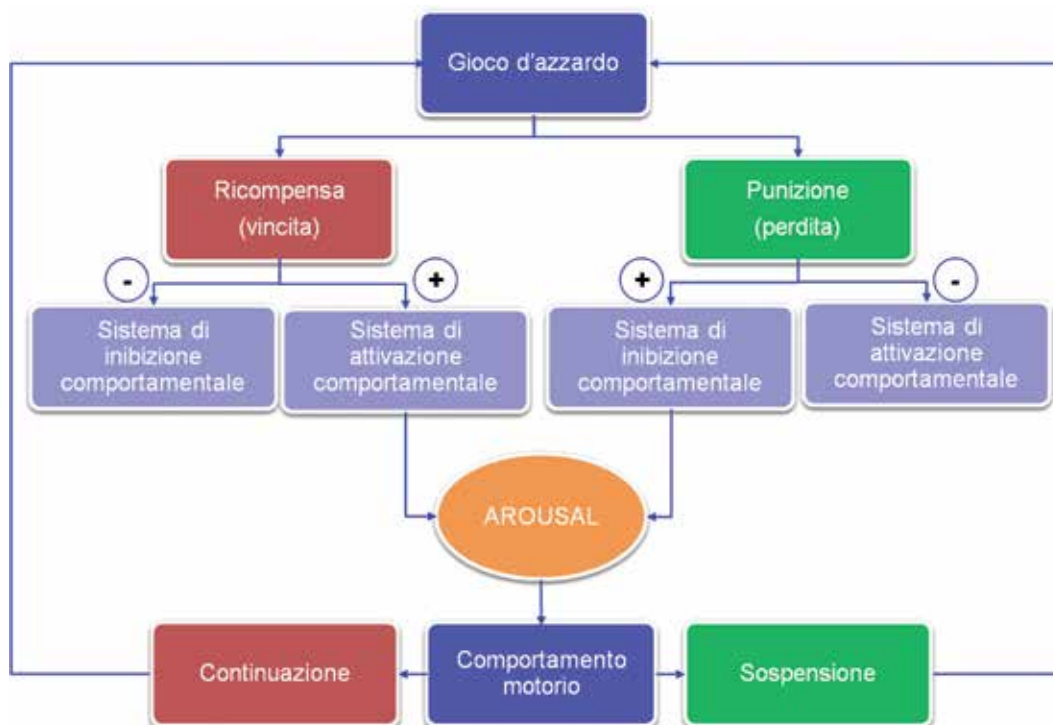 Gioco d'azzardo
Ricompensa
(vincita)
Punizione
(perdita)
-
+
+
-
Sistema di
inibizione
comportamentale
Sistema di
attivazione
comportamentale
Sistema di
inibizione
comportamentale
Sistema di
attivazione
comportamentale
AROUSAL
Continuazione
Comportamento
motorio
Sospensione